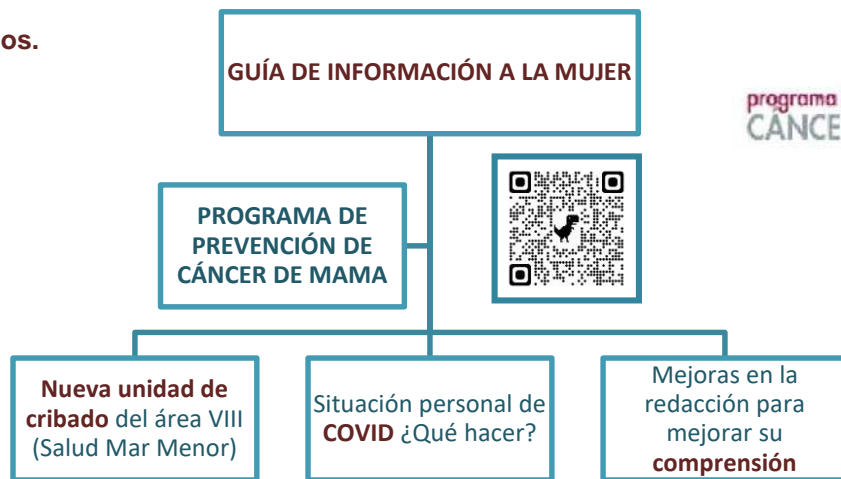 os.
GUÍA DE INFORMACIÓN A LA MUJER
programa
CÁNCE
PROGRAMA DE
PREVENCIÓN DE
CÁNCER DE MAMA
Nueva unidad de
cribado del área VIII
(Salud Mar Menor)
Situación personal de
COVID ¿Qué hacer?
Mejoras en la
redacción para
mejorar su
comprensión